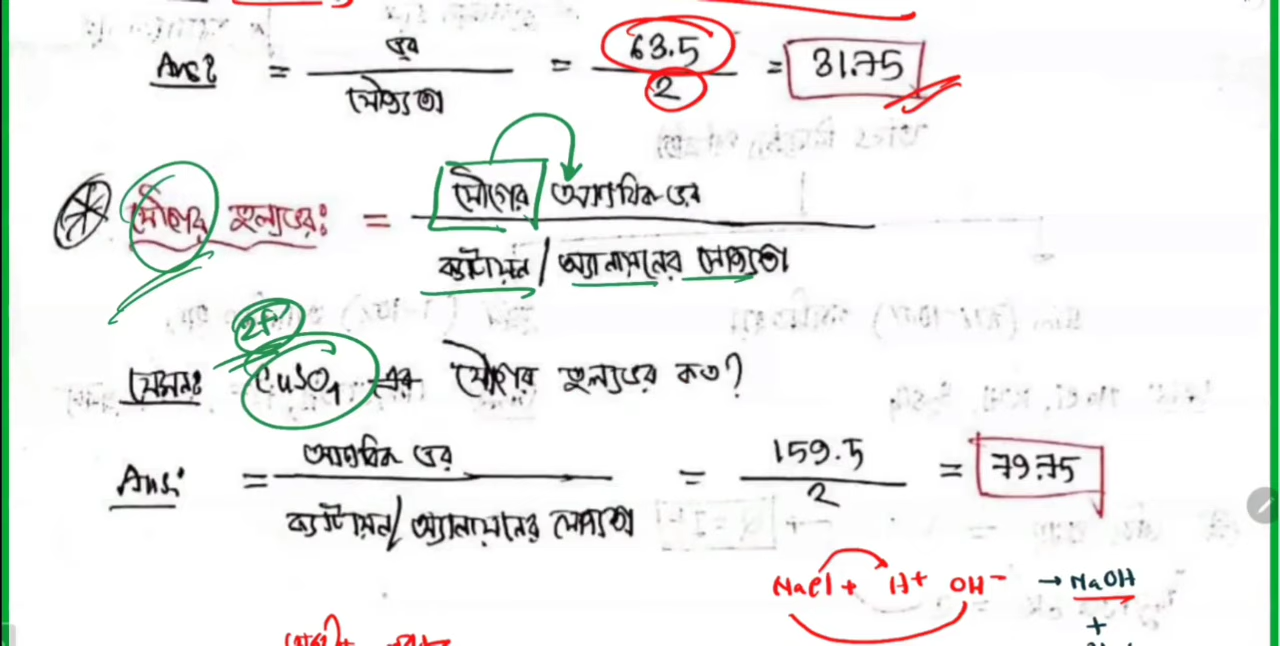 Ans: = ভর / যোজ্যতা = 63.5 / 2 = 31.75
যৌগের তুল্যভর: = যৌগের আণবিক ভর / ক্যাটায়ন/অ্যানায়নের যোজ্যতা
2F
যেমন: CuSO4 এর যৌগের তুল্যভর কত?
Ans: = আণবিক ভর / ক্যাটায়ন/অ্যানায়নের যোজ্যতা = 159.5 / 2 = 79.75
NaCl + H+ OH- → NaOH
+